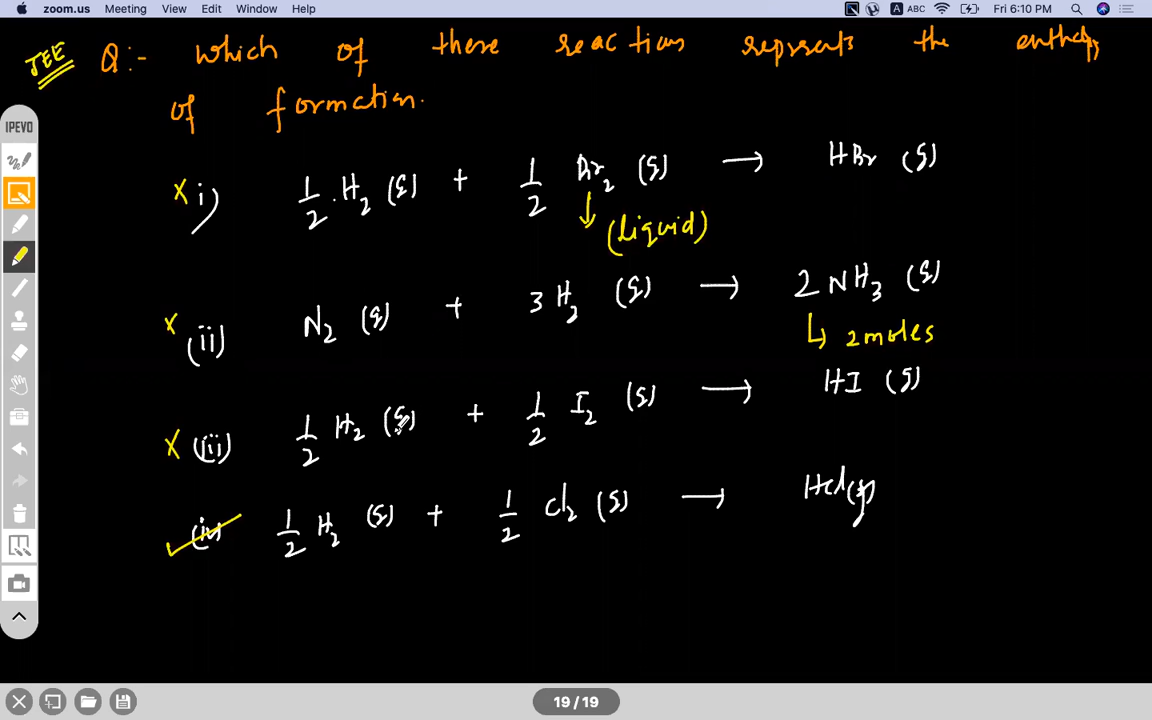 zoom.us Meeting View Edit Window Help ABC Fri 6:10 PM
JEE Q:- which of there reactions represents the enthalpy
of formation.
IPEVO
X i) 1/2 H2 (g) + 1/2 Br2 (g) → HBr (g)
↓ (liquid)
X (ii) N2 (g) + 3 H2 (g) → 2 NH3 (g)
↳ 2 moles
X (iii) 1/2 H2 (g) + 1/2 I2 (g) → HI (g)
✓ (iv) 1/2 H2 (g) + 1/2 Cl2 (g) → HCl (g)
19 / 19